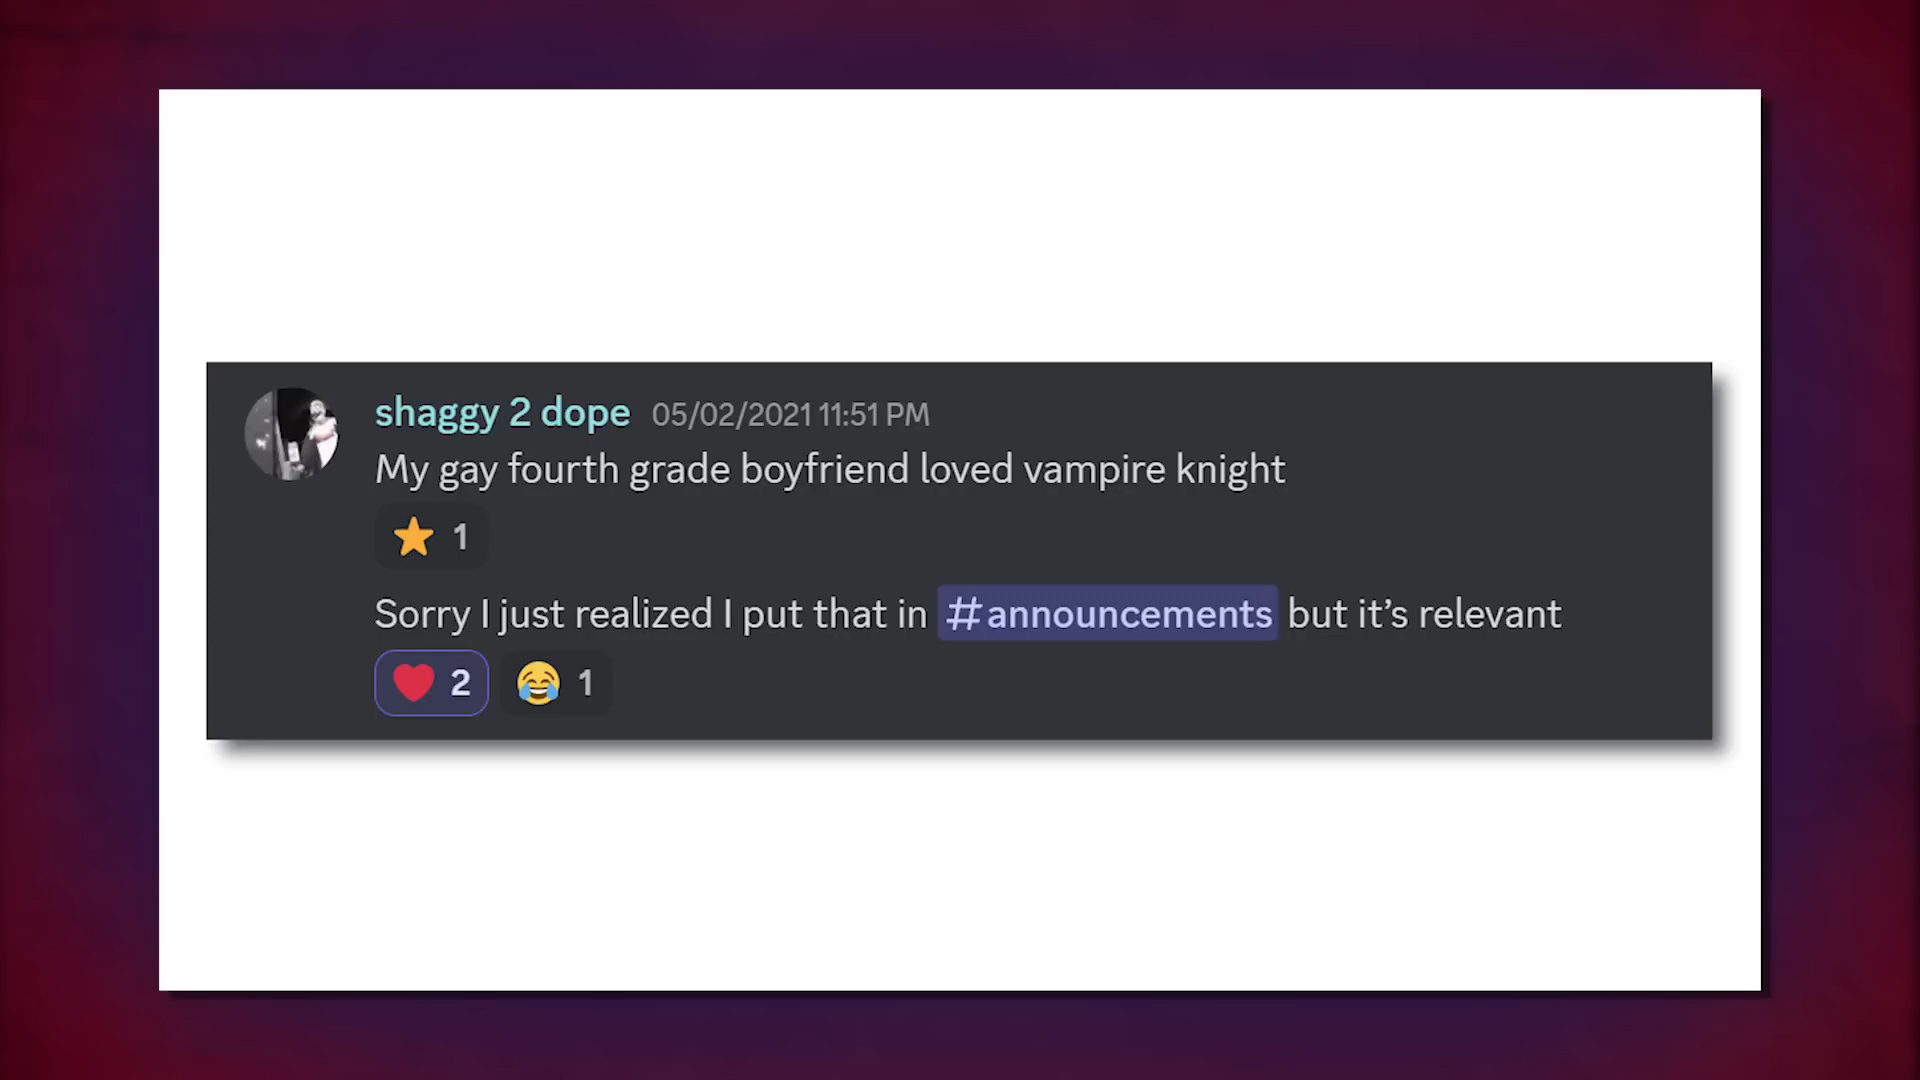 shaggy 2 dope 05/02/2021 11:51 PM
My gay fourth grade boyfriend loved vampire knight
⭐ 1
Sorry I just realized I put that in #announcements but it’s relevant
❤️ 2 😂 1